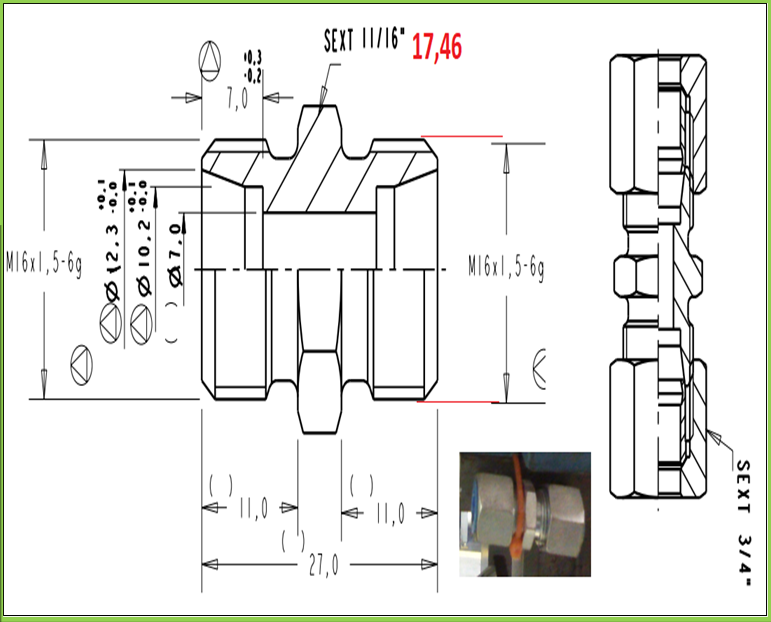 SEXT 11/16" 17,46
+0.3
-0.2
7,0
M16x1,5-6g
+0.1
-0.0
Ø12.3
+0.1
-0.0
Ø10.2
( ) Ø7.0
M16x1,5-6g
( )
11,0
( )
11,0
( )
27,0
SEXT 3/4"